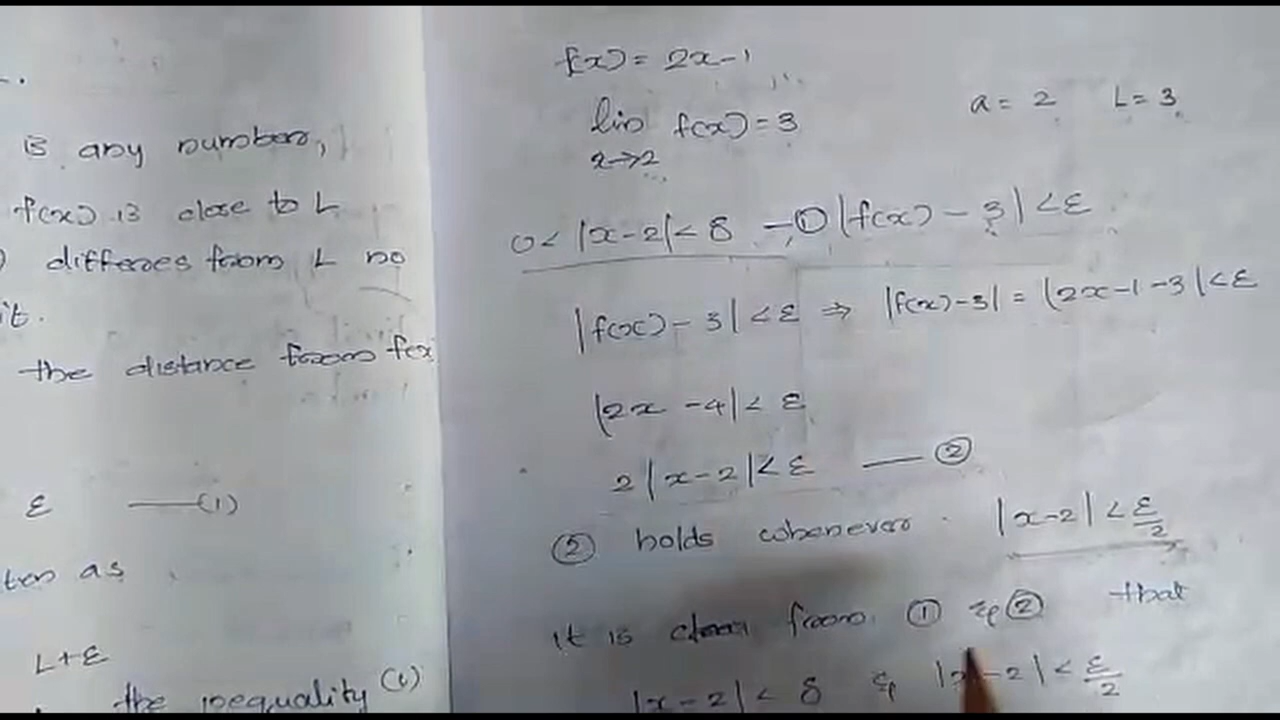 is any number,
f(x) is close to L
differes from L no
it.
the distance from f(x
ε —— (1)
ten as
L+ε
the inequality (1)
f(x) = 2x-1
lim f(x) = 3
x→2
a = 2 L = 3
0 < |x-2| < δ —① |f(x) - 3| < ε
|f(x) - 3| < ε ⇒ |f(x)-3| = |2x-1-3| < ε
|2x - 4| < ε
2|x-2| < ε —— ②
② holds whenever |x-2| < ε/2
it is clear from ① & ② that
|x-2| < δ & |x-2| < ε/2